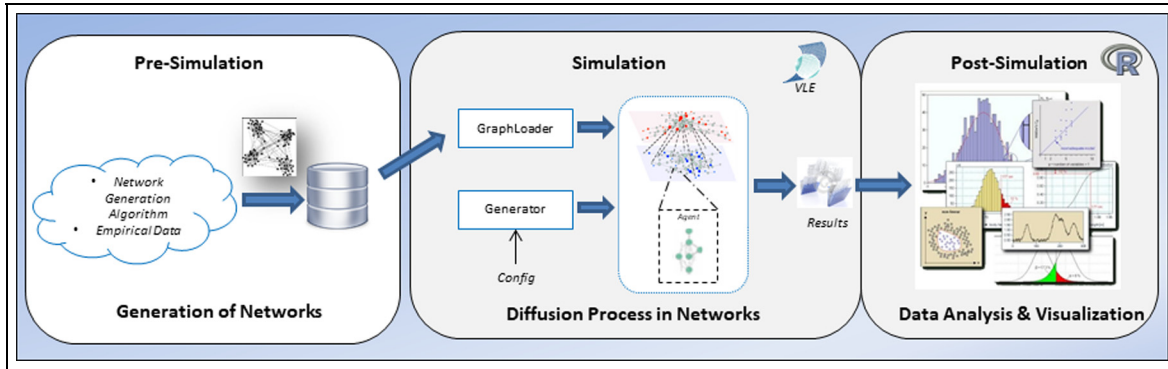 Pre-Simulation
• Network
Generation
Algorithm
• Empirical Data
Generation of Networks
Simulation
VLE
GraphLoader
Generator
Config
Agent
Results
Diffusion Process in Networks
Post-Simulation
R
Data Analysis & Visualization